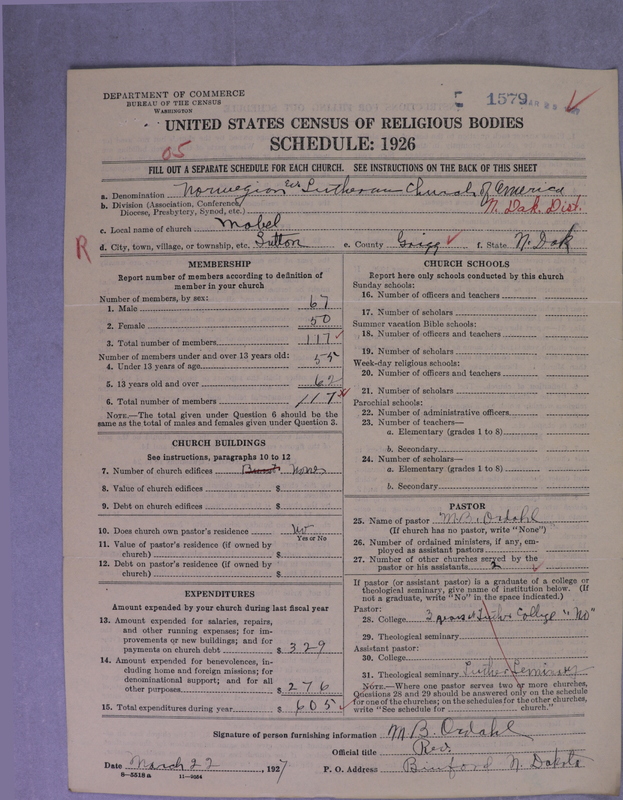 DEPARTMENT OF COMMERCE
BUREAU OF THE CENSUS
WASHINGTON
1579
UNITED STATES CENSUS OF RELIGIOUS BODIES
SCHEDULE: 1926
05
FILL OUT A SEPARATE SCHEDULE FOR EACH CHURCH. SEE INSTRUCTIONS ON THE BACK OF THIS SHEET
a. Denomination Norwegian Lutheran Church of America
b. Division (Association, Conference,
Diocese, Presbytery, Synod, etc.) N. Dak. Dist.
c. Local name of church Mabel
R
d. City, town, village, or township, etc. Sutton e. County Grigg f. State N. Dak
MEMBERSHIP
Report number of members according to definition of
member in your church
Number of members, by sex:
1. Male 67
2. Female 50
3. Total number of members 117
Number of members under and over 13 years old:
4. Under 13 years of age 55
5. 13 years old and over 62
6. Total number of members 117
NOTE.—The total given under Question 6 should be the
same as the total of males and females given under Question 3.
CHURCH BUILDINGS
See instructions, paragraphs 10 to 12
7. Number of church edifices None
8. Value of church edifices $
9. Debt on church edifices $
10. Does church own pastor's residence No
Yes or No
11. Value of pastor's residence (if owned by
church) $
12. Debt on pastor's residence (if owned by
church) $
EXPENDITURES
Amount expended by your church during last fiscal year
13. Amount expended for salaries, repairs,
and other running expenses; for im-
provements or new buildings; and for
payments on church debt $ 329
14. Amount expended for benevolences, in-
cluding home and foreign missions; for
denominational support; and for all
other purposes $ 276
15. Total expenditures during year $ 605
CHURCH SCHOOLS
Report here only schools conducted by this church
Sunday schools:
16. Number of officers and teachers
17. Number of scholars
Summer vacation Bible schools:
18. Number of officers and teachers
19. Number of scholars
Week-day religious schools:
20. Number of officers and teachers
21. Number of scholars
Parochial schools:
22. Number of administrative officers
23. Number of teachers—
a. Elementary (grades 1 to 8)
b. Secondary
24. Number of scholars—
a. Elementary (grades 1 to 8)
b. Secondary
PASTOR
25. Name of pastor M.B. Ordahl
(If church has no pastor, write "None")
26. Number of ordained ministers, if any, em-
ployed as assistant pastors
27. Number of other churches served by the
pastor or his assistants 2
If pastor (or assistant pastor) is a graduate of a college or
theological seminary, give name of institution below. (If
not a graduate, write "No" in the space indicated.)
Pastor:
28. College 3 years at Luther College "No"
29. Theological seminary
Assistant pastor:
30. College
31. Theological seminary Luther Seminary
NOTE.—Where one pastor serves two or more churches,
Questions 28 and 29 should be answered only on the schedule
for one of the churches; on the schedules for the other churches,
write "See schedule for church."
Signature of person furnishing information M B. Ordahl
Official title Rev.
Date March 22, 1927 P. O. Address Binford N. Dakota
6-5518 a 11-9564